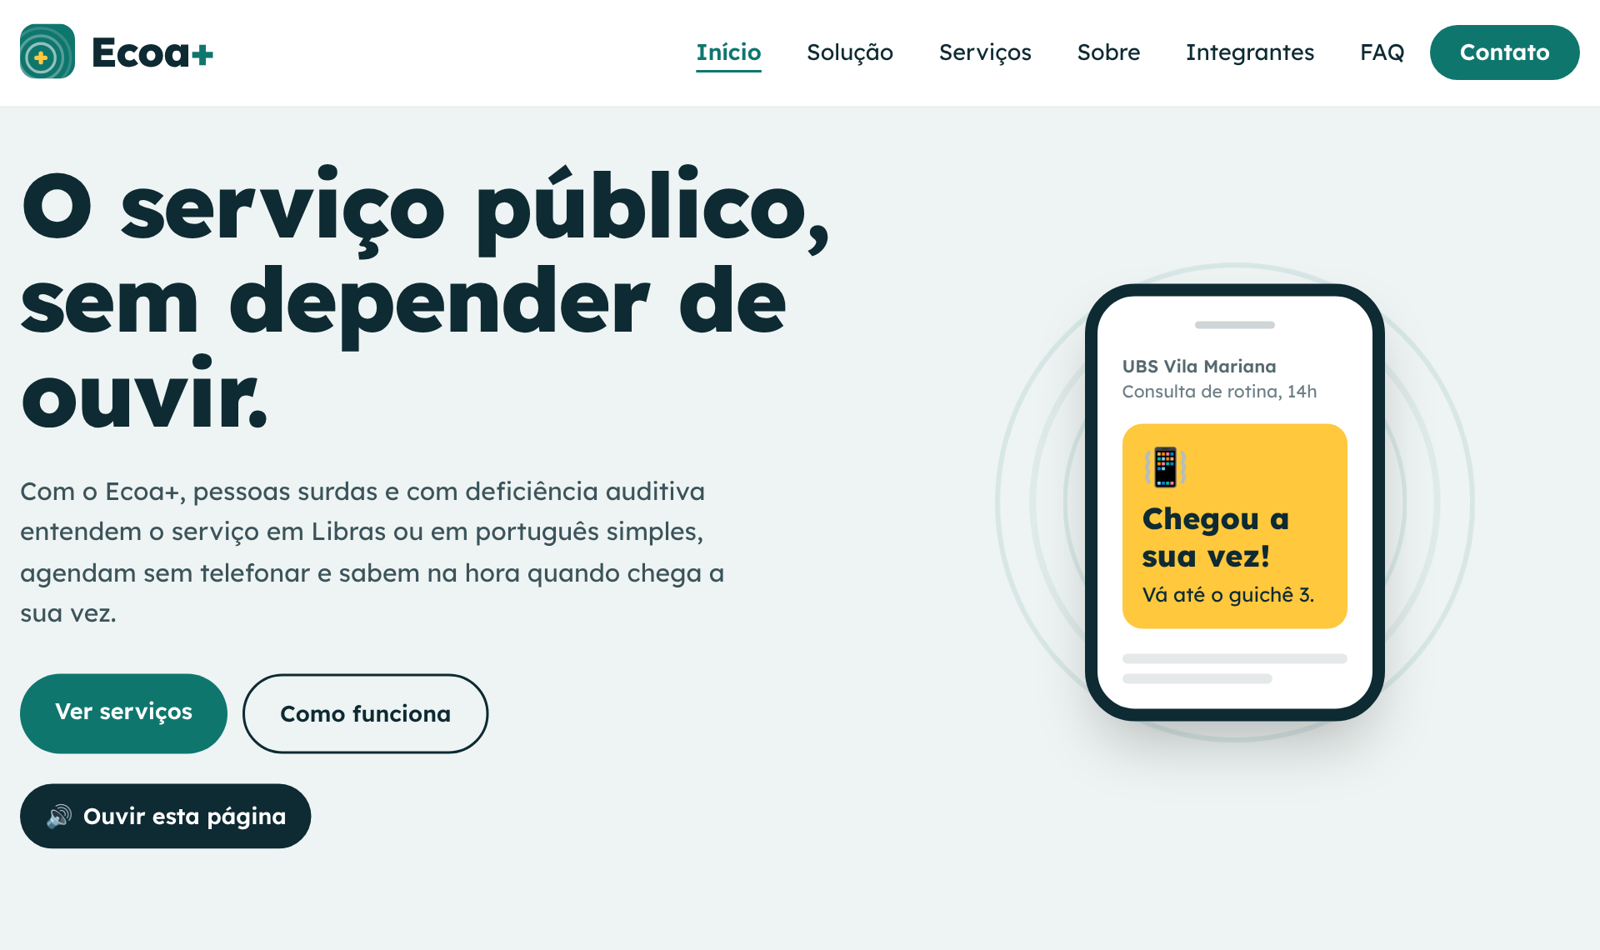 Ecoa+
Início
Solução
Serviços
Sobre
Integrantes
FAQ
Contato
O serviço público,
sem depender de
ouvir.
Com o Ecoa+, pessoas surdas e com deficiência auditiva
entendem o serviço em Libras ou em português simples,
agendam sem telefonar e sabem na hora quando chega a
sua vez.
Ver serviços
Como funciona
Ouvir esta página
UBS Vila Mariana
Consulta de rotina, 14h
Chegou a
sua vez!
Vá até o guichê 3.